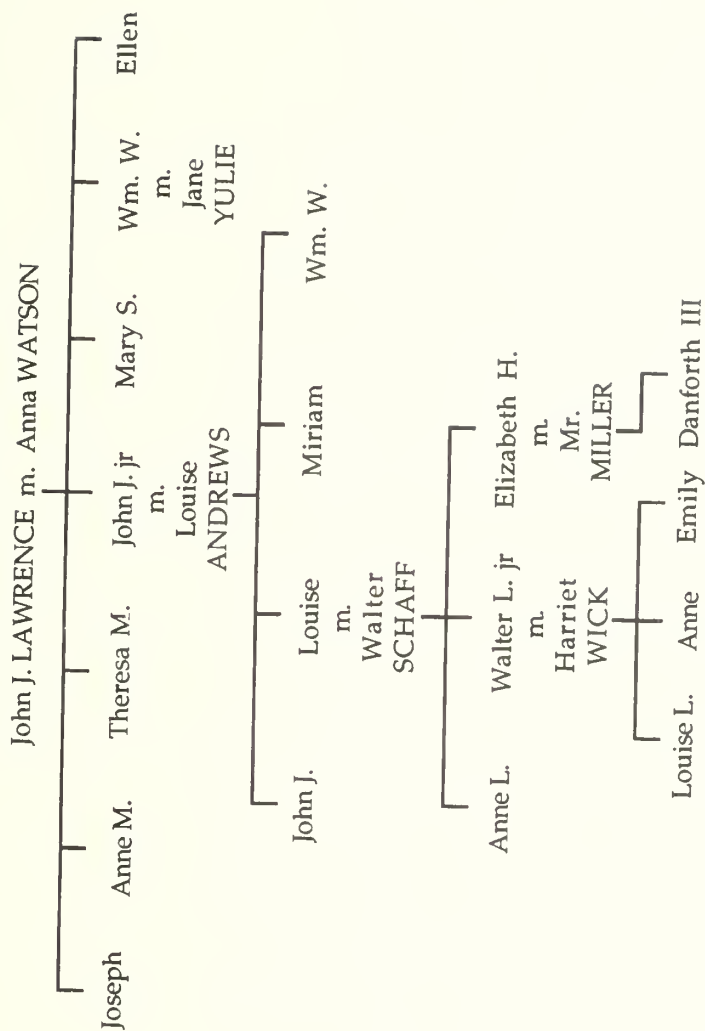 John J. LAWRENCE m. Anna WATSON
Joseph Anne M. Theresa M. John J. jr Mary S. Wm. W. Ellen
m. m.
Louise Jane
ANDREWS YULIE
John J. Louise Miriam Wm. W.
m.
Walter
SCHAFF
Anne L. Walter L. jr Elizabeth H.
m. m.
Harriet Mr.
WICK MILLER
Louise L. Anne Emily Danforth III